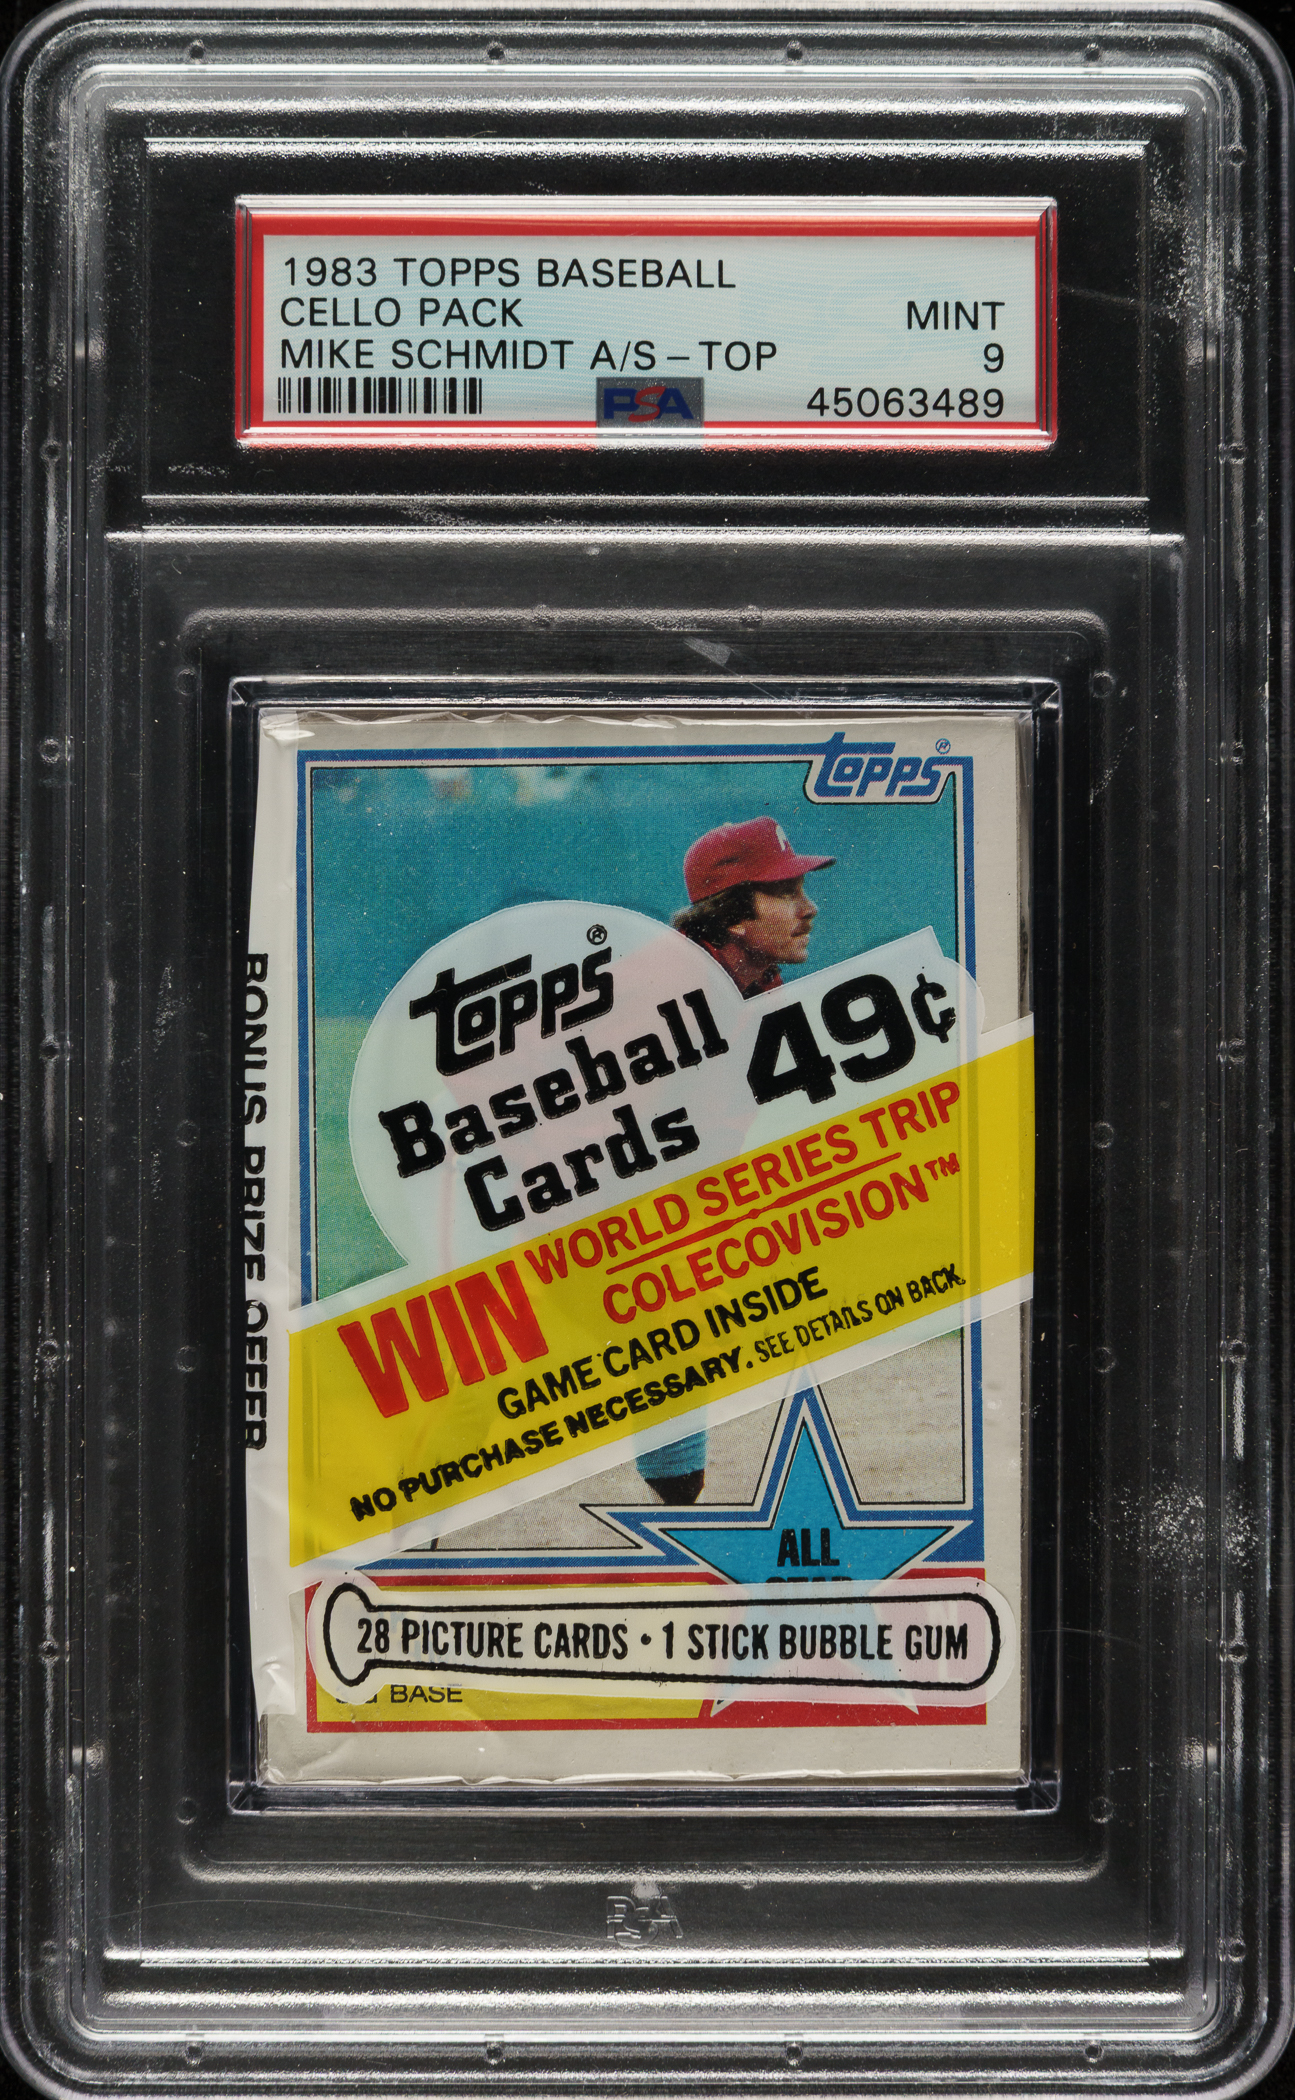 1983 TOPPS BASEBALL
CELLO PACK
MINT
MIKE SCHMIDT A/S - TOP
9
PSA
45063489
topps®
topps®
Baseball
Cards
49¢
WIN
WORLD SERIES TRIP
COLECOVISION™
GAME CARD INSIDE
NO PURCHASE NECESSARY. SEE DETAILS ON BACK.
BONUS PRIZE OFFER
ALL
STAR
28 PICTURE CARDS • 1 STICK BUBBLE GUM
BASE
PSA